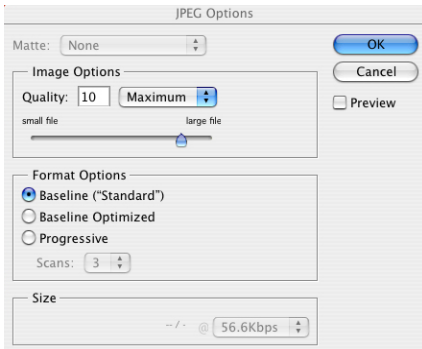 JPEG Options
Matte: None
OK
Image Options
Cancel
Quality: 10 Maximum
Preview
small file large file
Format Options
Baseline (“Standard”)
Baseline Optimized
Progressive
Scans: 3
Size
--/- @ 56.6Kbps